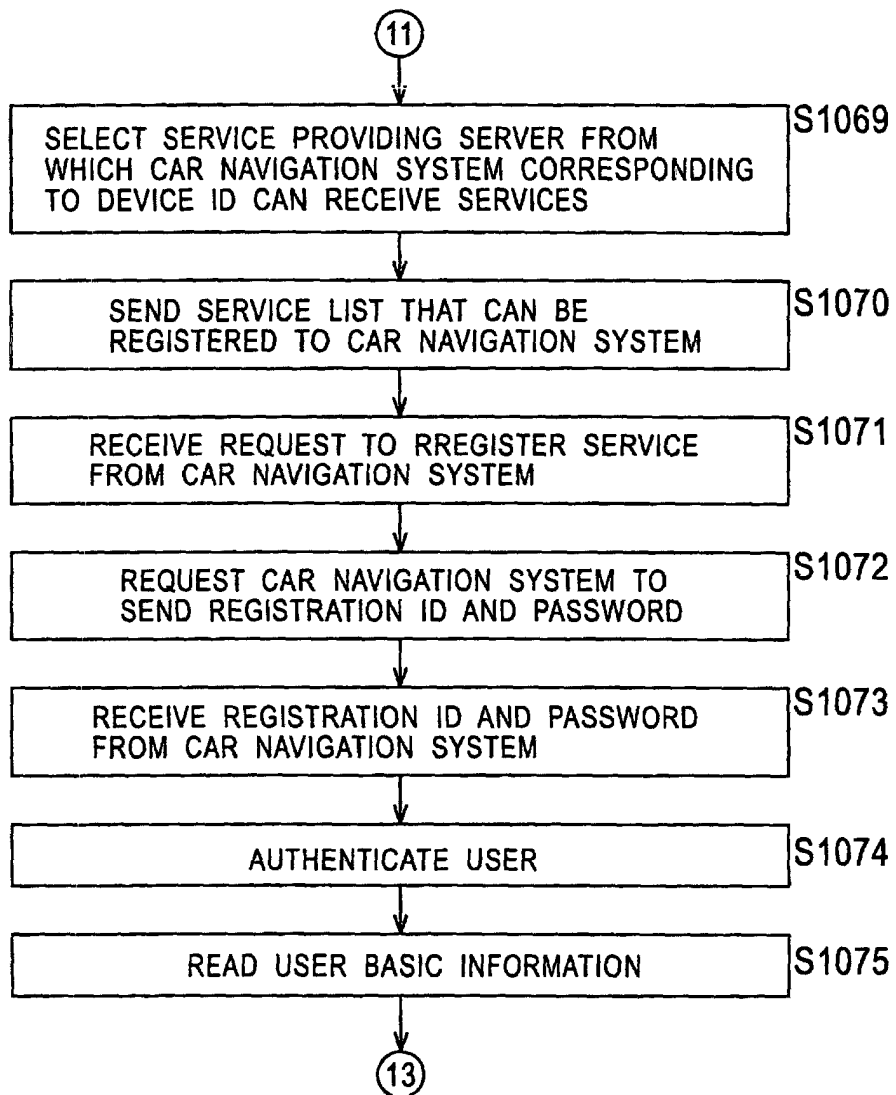 11
S1069
SELECT SERVICE PROVIDING SERVER FROM
WHICH CAR NAVIGATION SYSTEM CORRESPONDING
TO DEVICE ID CAN RECEIVE SERVICES
S1070
SEND SERVICE LIST THAT CAN BE
REGISTERED TO CAR NAVIGATION SYSTEM
S1071
RECEIVE REQUEST TO RREGISTER SERVICE
FROM CAR NAVIGATION SYSTEM
S1072
REQUEST CAR NAVIGATION SYSTEM TO
SEND REGISTRATION ID AND PASSWORD
S1073
RECEIVE REGISTRATION ID AND PASSWORD
FROM CAR NAVIGATION SYSTEM
S1074
AUTHENTICATE USER
S1075
READ USER BASIC INFORMATION
13